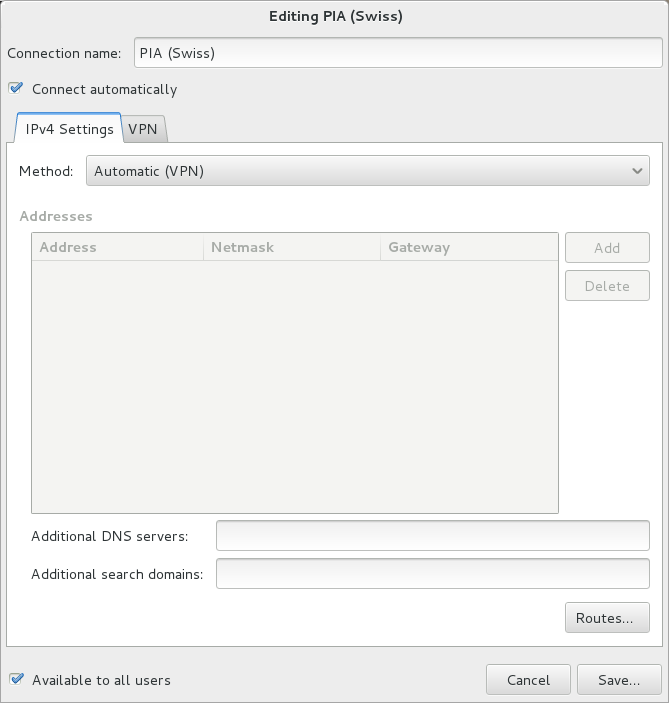 Editing PIA (Swiss)
Connection name: PIA (Swiss)
Connect automatically
IPv4 Settings VPN
Method: Automatic (VPN)
Addresses
Address Netmask Gateway Add
Delete
Additional DNS servers:
Additional search domains:
Routes...
Available to all users Cancel Save...